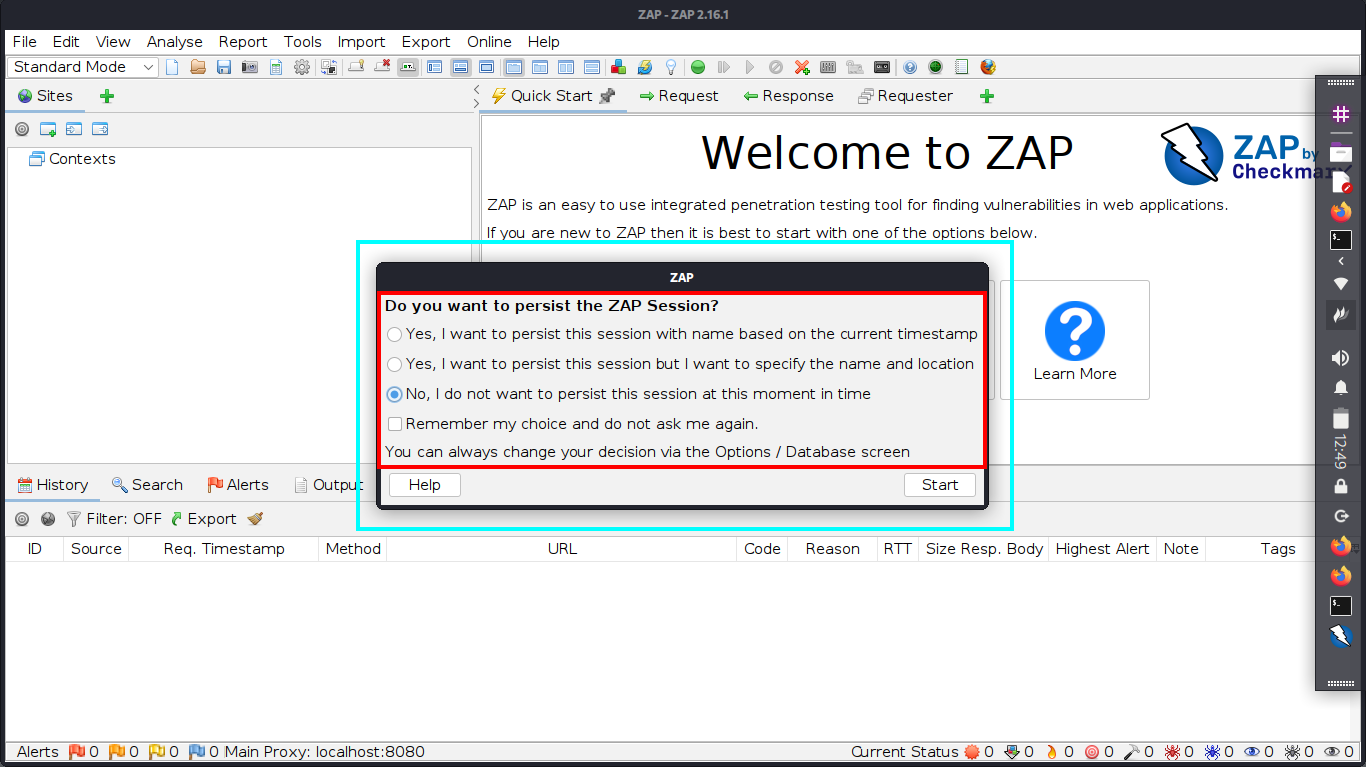 ZAP - ZAP 2.16.1
File Edit View Analyse Report Tools Import Export Online Help
Standard Mode
Sites
Quick Start Request Response Requester
Contexts
Welcome to ZAP
ZAP by
Checkmarx
ZAP is an easy to use integrated penetration testing tool for finding vulnerabilities in web applications.
If you are new to ZAP then it is best to start with one of the options below.
ZAP
Do you want to persist the ZAP Session?
Yes, I want to persist this session with name based on the current timestamp
Yes, I want to persist this session but I want to specify the name and location
No, I do not want to persist this session at this moment in time
Remember my choice and do not ask me again.
You can always change your decision via the Options / Database screen
Help Start
Learn More
12:49
History Search Alerts Output
Filter: OFF Export
ID Source Req. Timestamp Method URL Code Reason RTT Size Resp. Body Highest Alert Note Tags
Alerts 0 0 0 0 Main Proxy: localhost:8080 Current Status 0 0 0 0 0 0 0 0 0 0